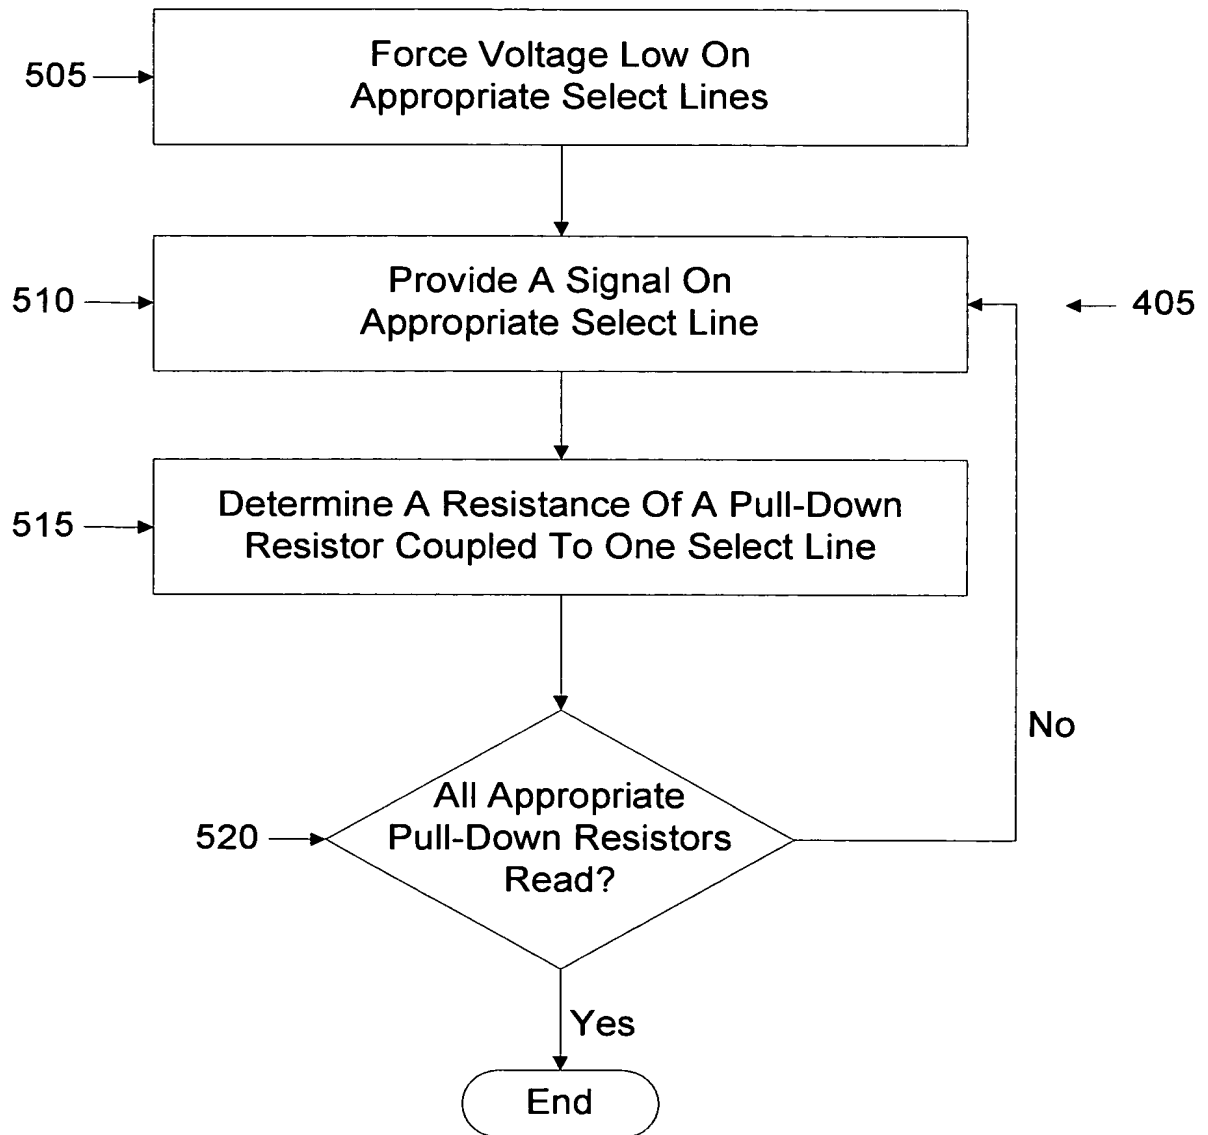 505
Force Voltage Low On
Appropriate Select Lines
510
Provide A Signal On
Appropriate Select Line
405
515
Determine A Resistance Of A Pull-Down
Resistor Coupled To One Select Line
No
520
All Appropriate
Pull-Down Resistors
Read?
Yes
End